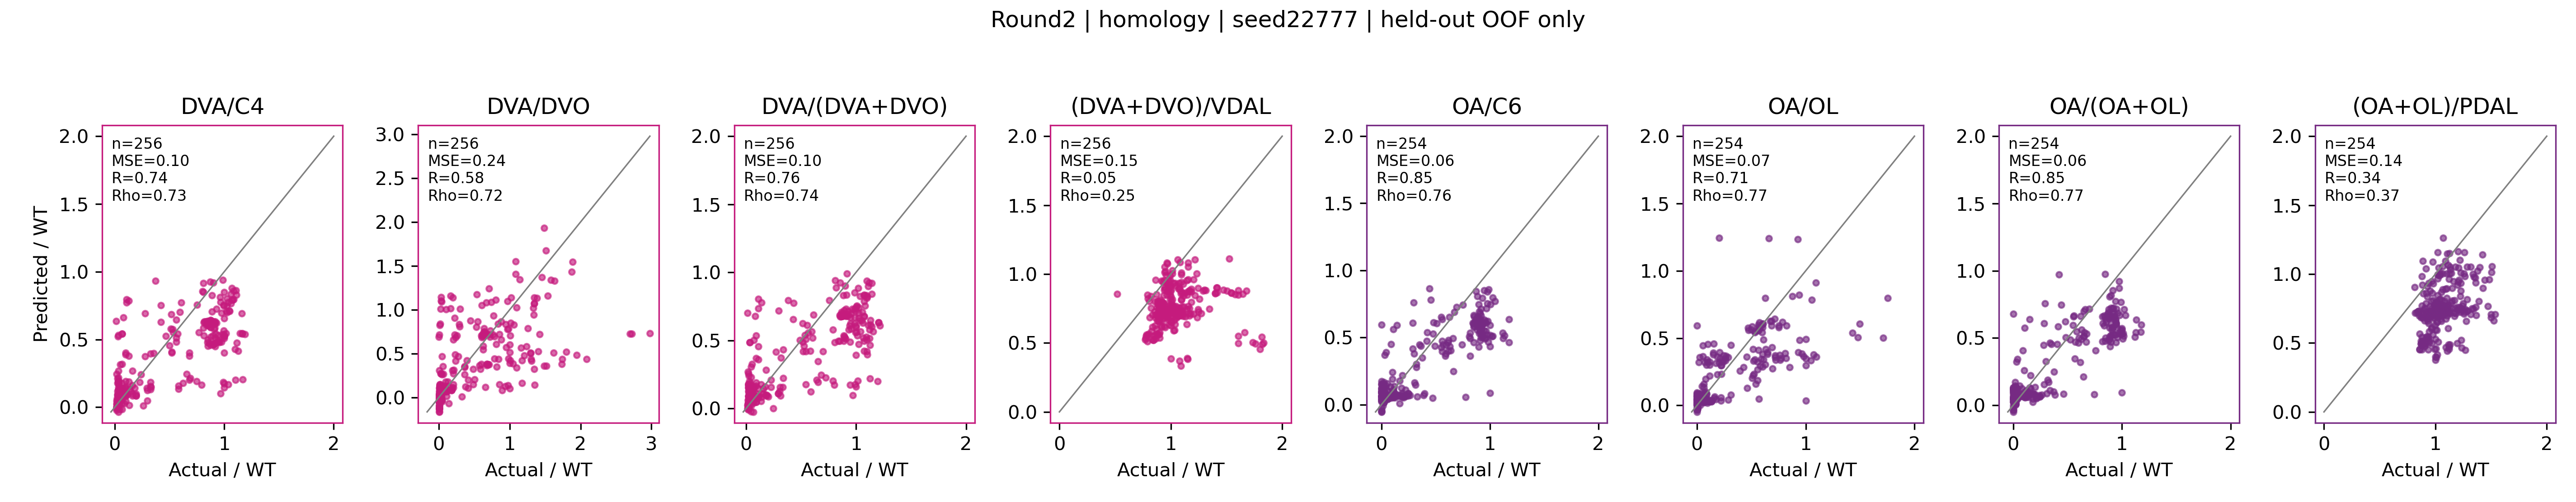 Round2 | homology | seed22777 | held-out OOF only
DVA/C4
n=256
MSE=0.10
R=0.74
Rho=0.73
2.0
1.5
1.0
0.5
0.0
0 1 2
Predicted / WT
Actual / WT
DVA/DVO
n=256
MSE=0.24
R=0.58
Rho=0.72
3.0
2.5
2.0
1.5
1.0
0.5
0.0
0 1 2 3
Actual / WT
DVA/(DVA+DVO)
n=256
MSE=0.10
R=0.76
Rho=0.74
2.0
1.5
1.0
0.5
0.0
0 1 2
Actual / WT
(DVA+DVO)/VDAL
n=256
MSE=0.15
R=0.05
Rho=0.25
2.0
1.5
1.0
0.5
0.0
0 1 2
Actual / WT
OA/C6
n=254
MSE=0.06
R=0.85
Rho=0.76
2.0
1.5
1.0
0.5
0.0
0 1 2
Actual / WT
OA/OL
n=254
MSE=0.07
R=0.71
Rho=0.77
2.0
1.5
1.0
0.5
0.0
0 1 2
Actual / WT
OA/(OA+OL)
n=254
MSE=0.06
R=0.85
Rho=0.77
2.0
1.5
1.0
0.5
0.0
0 1 2
Actual / WT
(OA+OL)/PDAL
n=254
MSE=0.14
R=0.34
Rho=0.37
2.0
1.5
1.0
0.5
0.0
0 1 2
Actual / WT